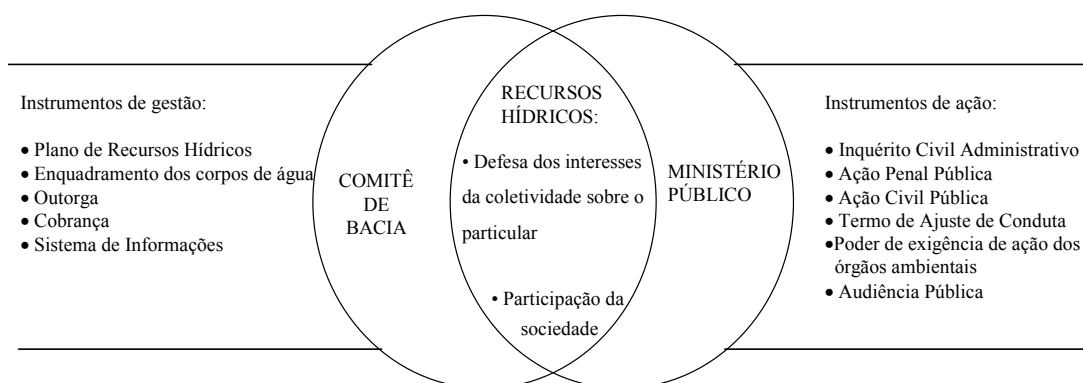 Instrumentos de gestão:
• Plano de Recursos Hídricos
• Enquadramento dos corpos de água
• Outorga
• Cobrança
• Sistema de Informações
COMITÊ
DE
BACIA
RECURSOS
HÍDRICOS:
• Defesa dos interesses
da coletividade sobre o
particular
• Participação da
sociedade
MINISTÉRIO
PÚBLICO
Instrumentos de ação:
• Inquérito Civil Administrativo
• Ação Penal Pública
• Ação Civil Pública
• Termo de Ajuste de Conduta
•Poder de exigência de ação dos
órgãos ambientais
• Audiência Pública